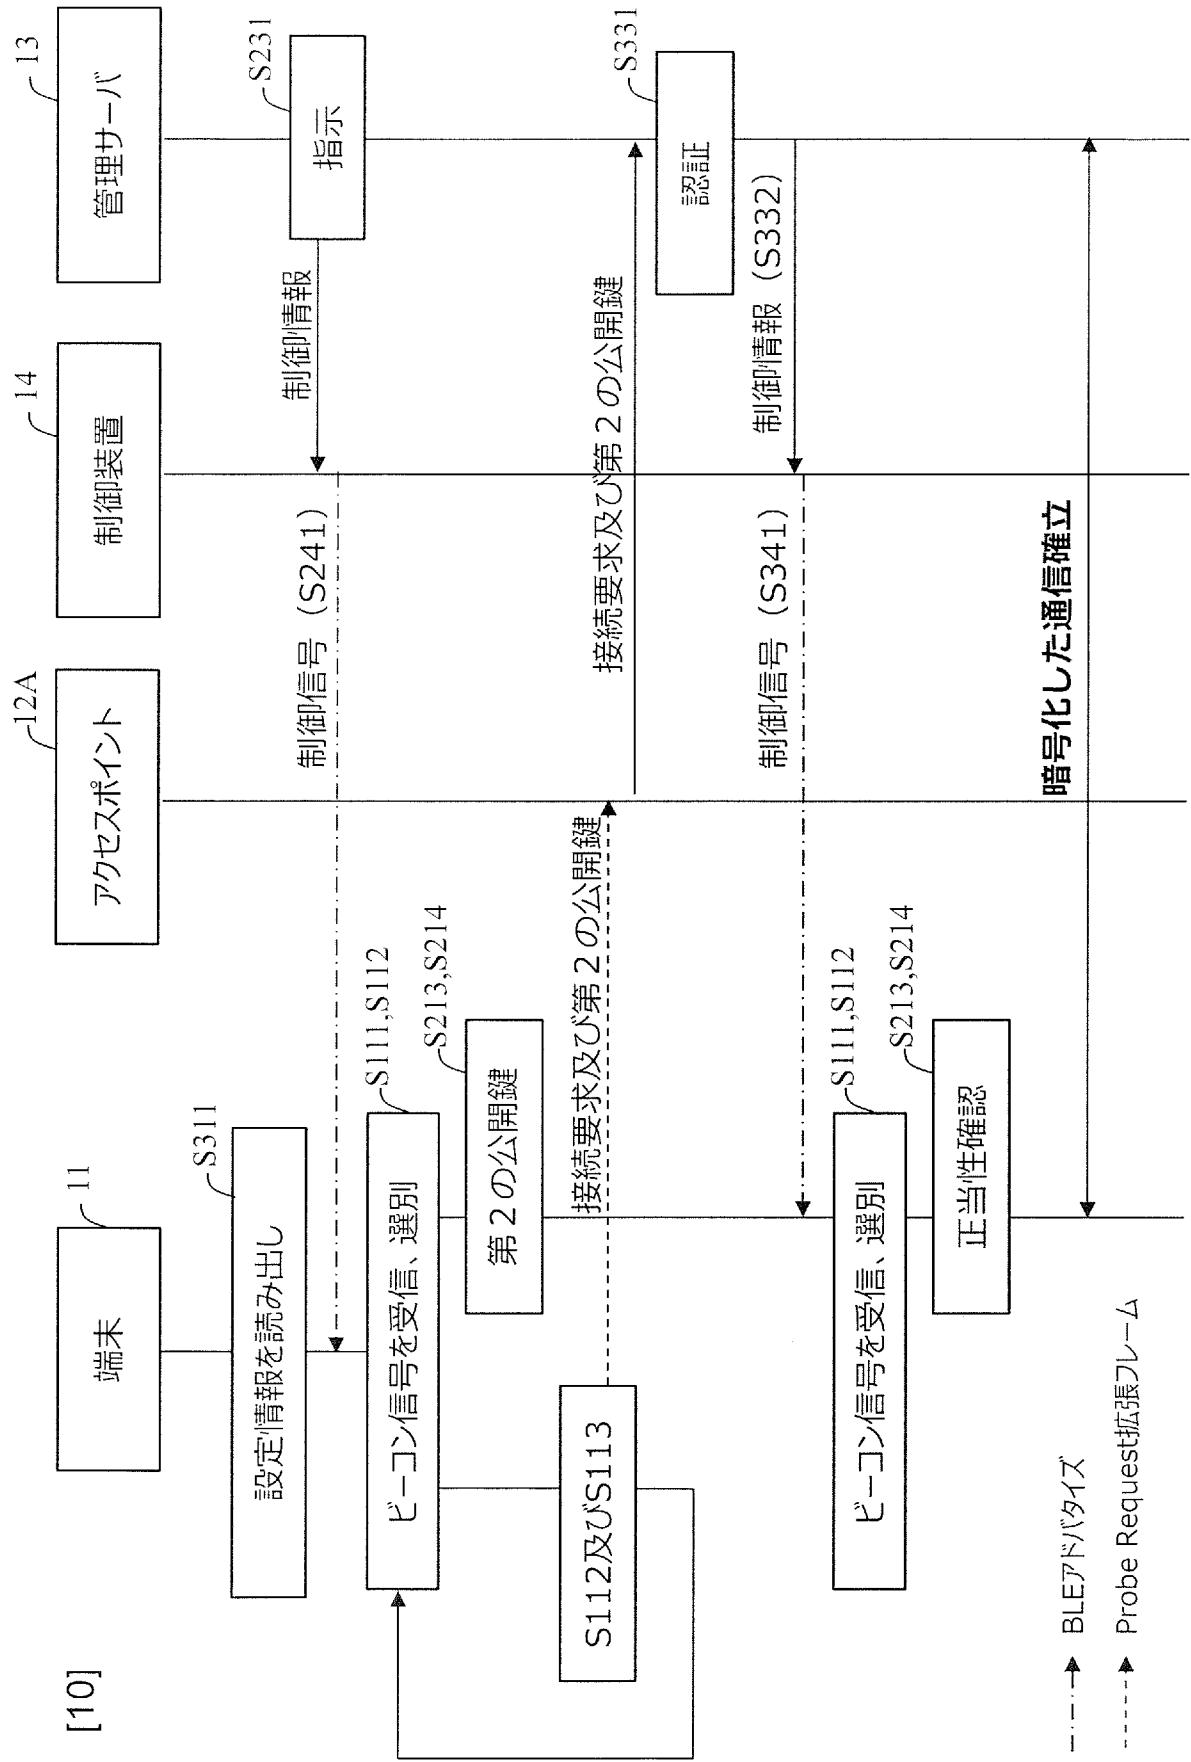 [10]
端末
11
アクセスポイント
12A
制御装置
14
管理サーバ
13
設定情報を読み出し
S311
指示
S231
制御情報
制御信号（S241）
ビーコン信号を受信、選別
S111,S112
第２の公開鍵
S213,S214
S112及びS113
接続要求及び第２の公開鍵
接続要求及び第２の公開鍵
認証
S331
制御情報（S332）
制御信号（S341）
ビーコン信号を受信、選別
S111,S112
正当性確認
S213,S214
暗号化した通信確立
BLEアドバタイズ
Probe Request拡張フレーム